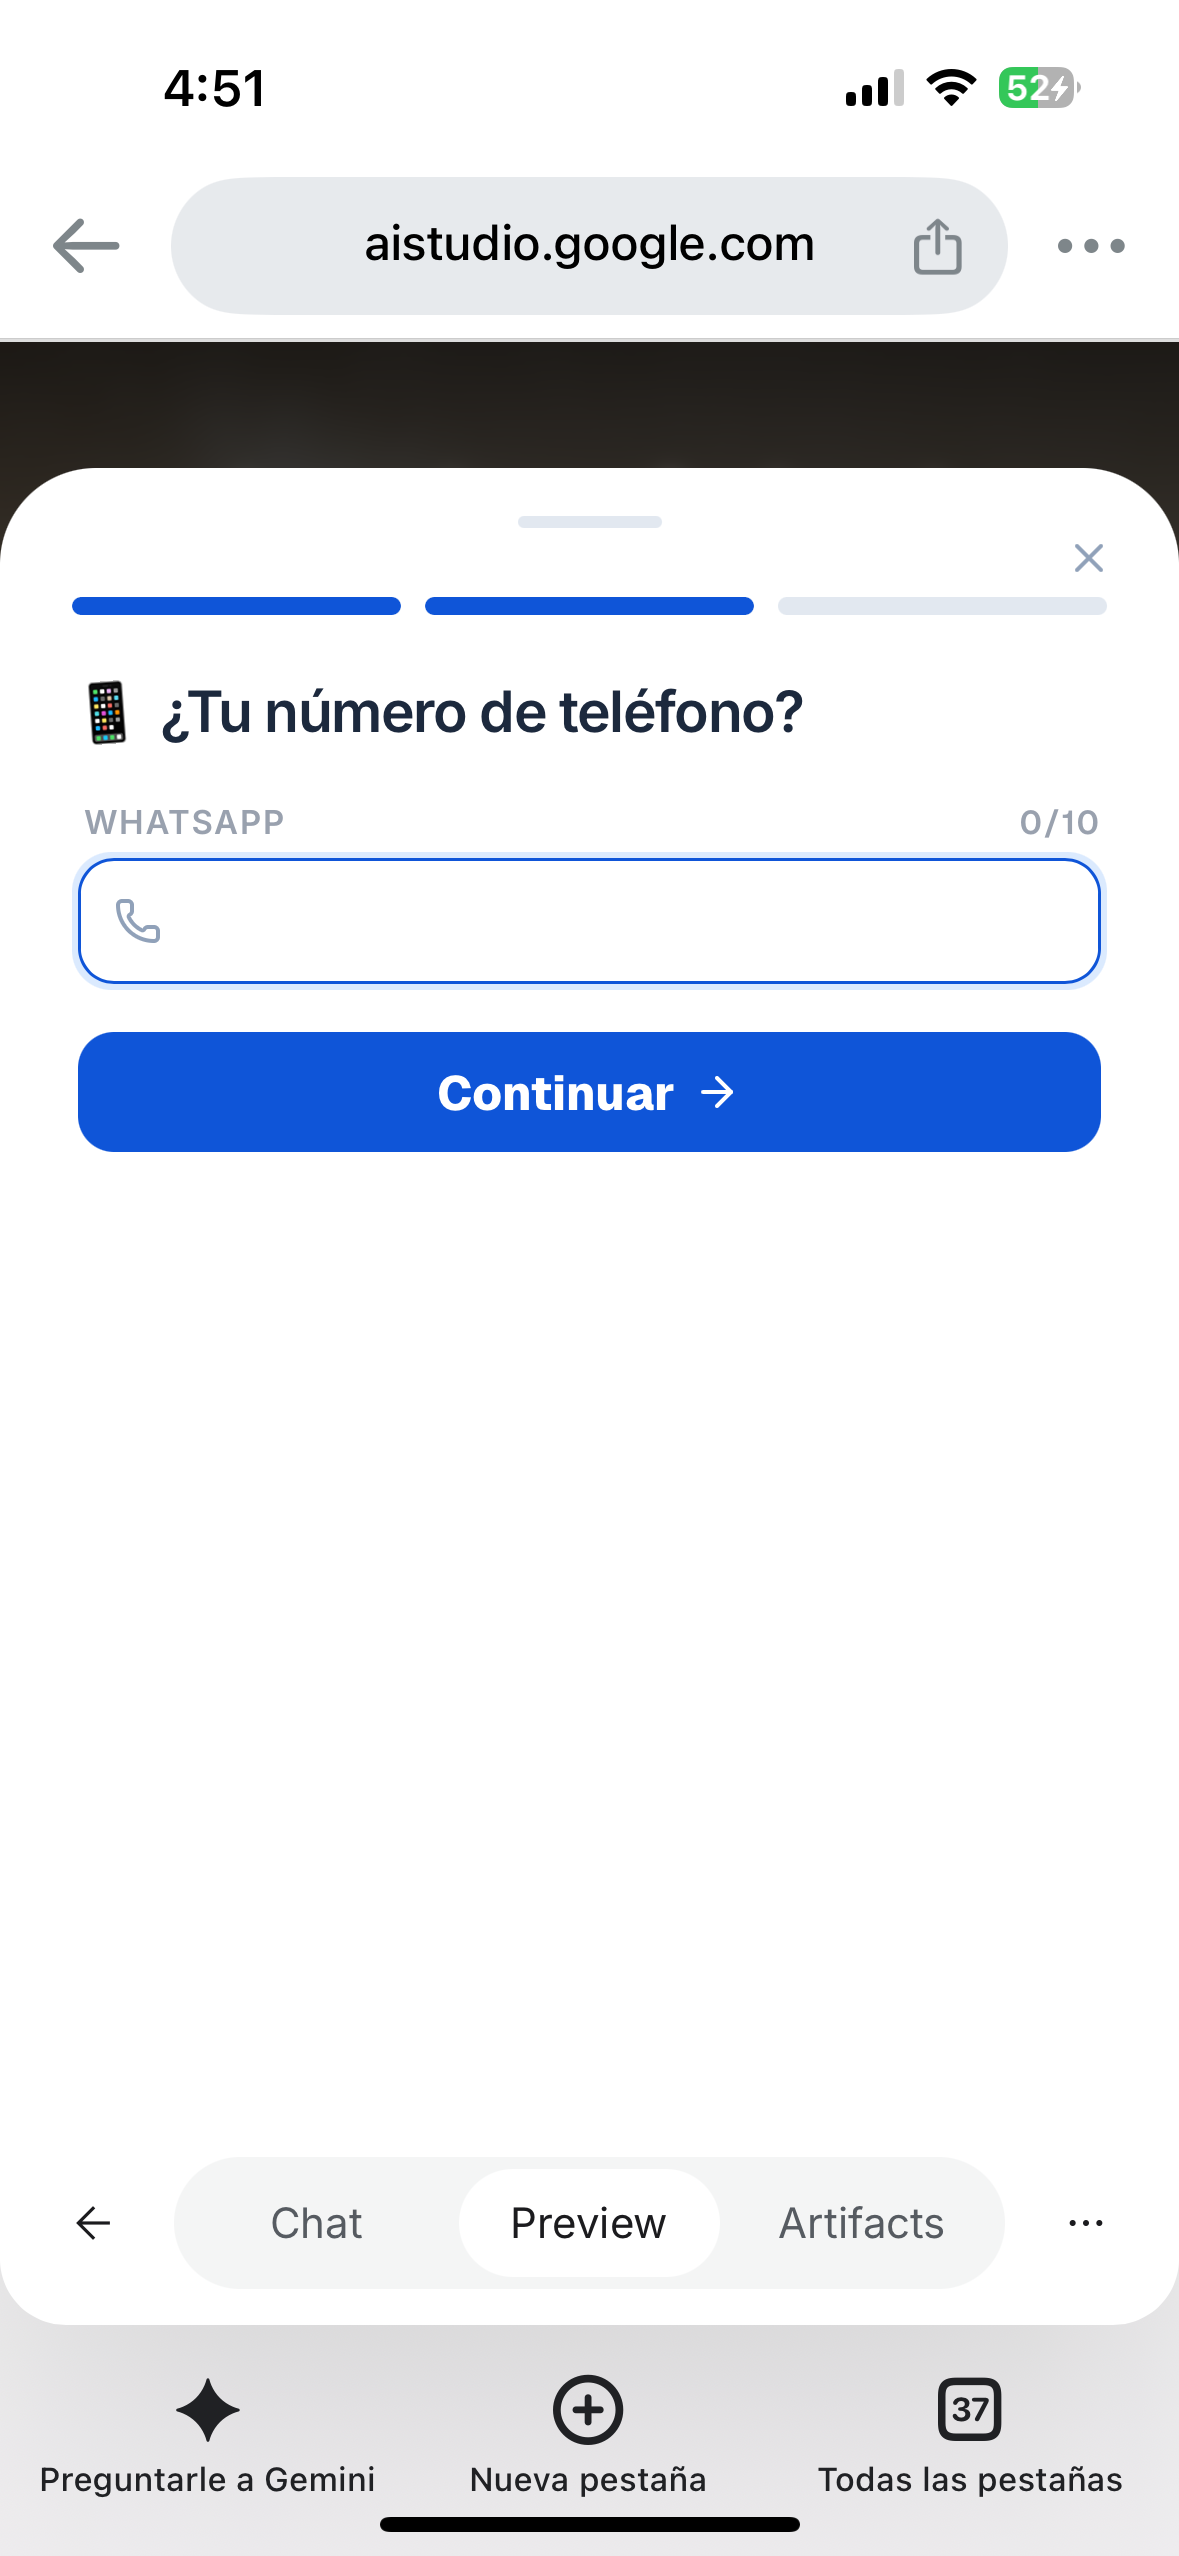 4:51
52
aistudio.google.com
¿Tu número de teléfono?
WHATSAPP
0/10
Continuar →
Chat
Preview
Artifacts
37
Preguntarle a Gemini
Nueva pestaña
Todas las pestañas